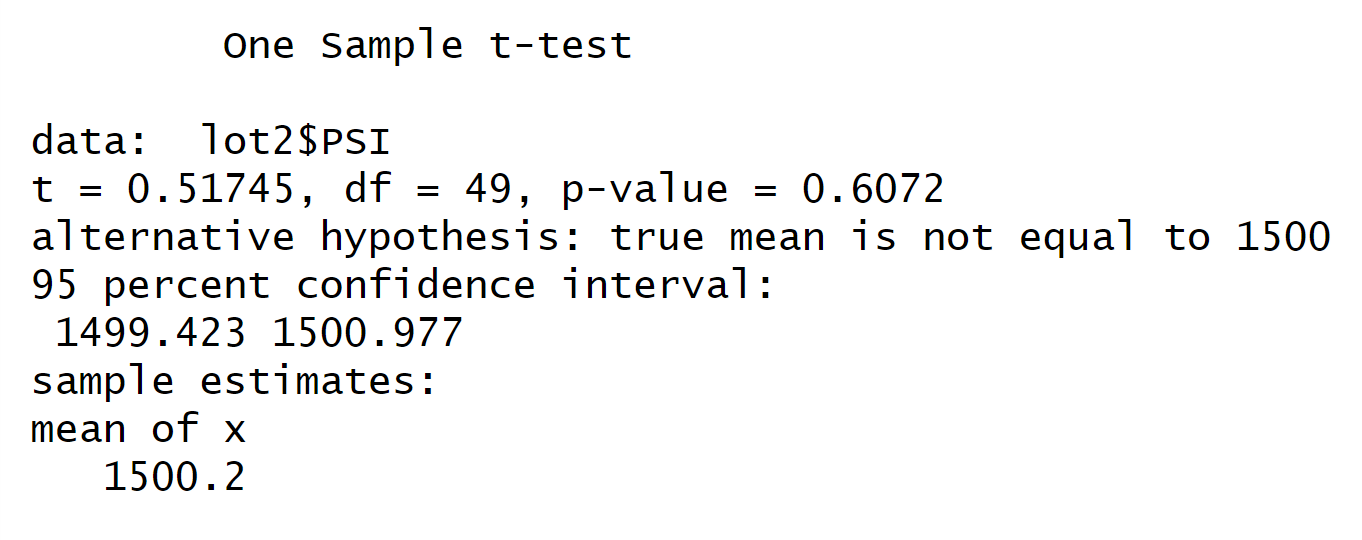 One Sample t-test
data:  lot2$PSI
t = 0.51745, df = 49, p-value = 0.6072
alternative hypothesis: true mean is not equal to 1500
95 percent confidence interval:
1499.423 1500.977
sample estimates:
mean of x
1500.2